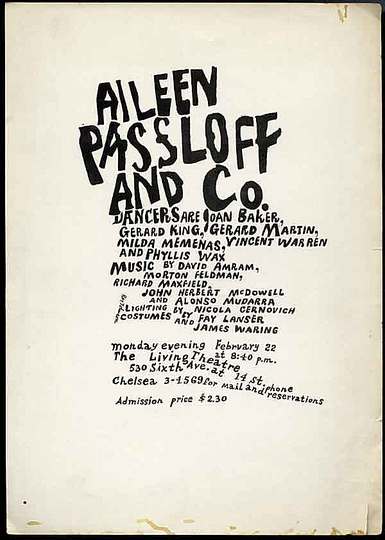 AILEEN
PASSLOFF
AND CO.
DANCERS ARE JOAN BAKER,
GERARD KING, GERARD MARTIN,
MILDA MEMENAS, VINCENT WARREN
AND PHYLLIS WAX
MUSIC BY DAVID AMRAM,
MORTON FELDMAN,
RICHARD MAXFIELD,
JOHN HERBERT McDOWELL
AND ALONSO MUDARRA
LIGHTING BY NICOLA CERNOVICH
COSTUMES BY FAY LANSER
AND JAMES WARING
monday evening February 22
The Living Theatre at 8:40 p.m.
530 Sixth Ave. at 14 st.
Chelsea 3-4569 for mail and phone reservations
Admission price $2.30